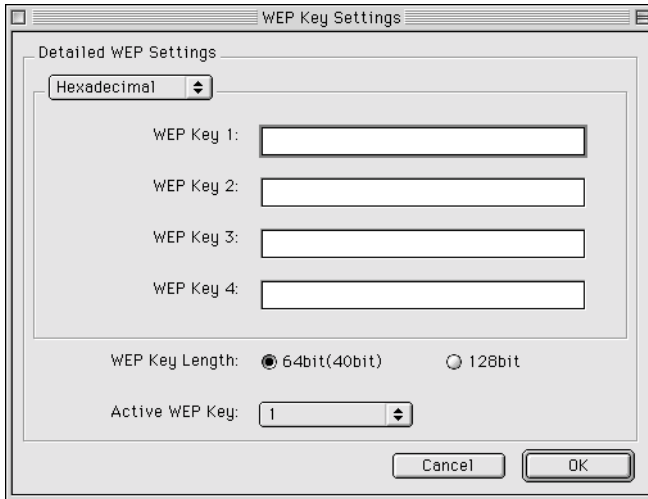 WEP Key Settings
Detailed WEP Settings
Hexadecimal
WEP Key 1:
WEP Key 2:
WEP Key 3:
WEP Key 4:
WEP Key Length: 64bit(40bit) 128bit
Active WEP Key: 1
Cancel OK